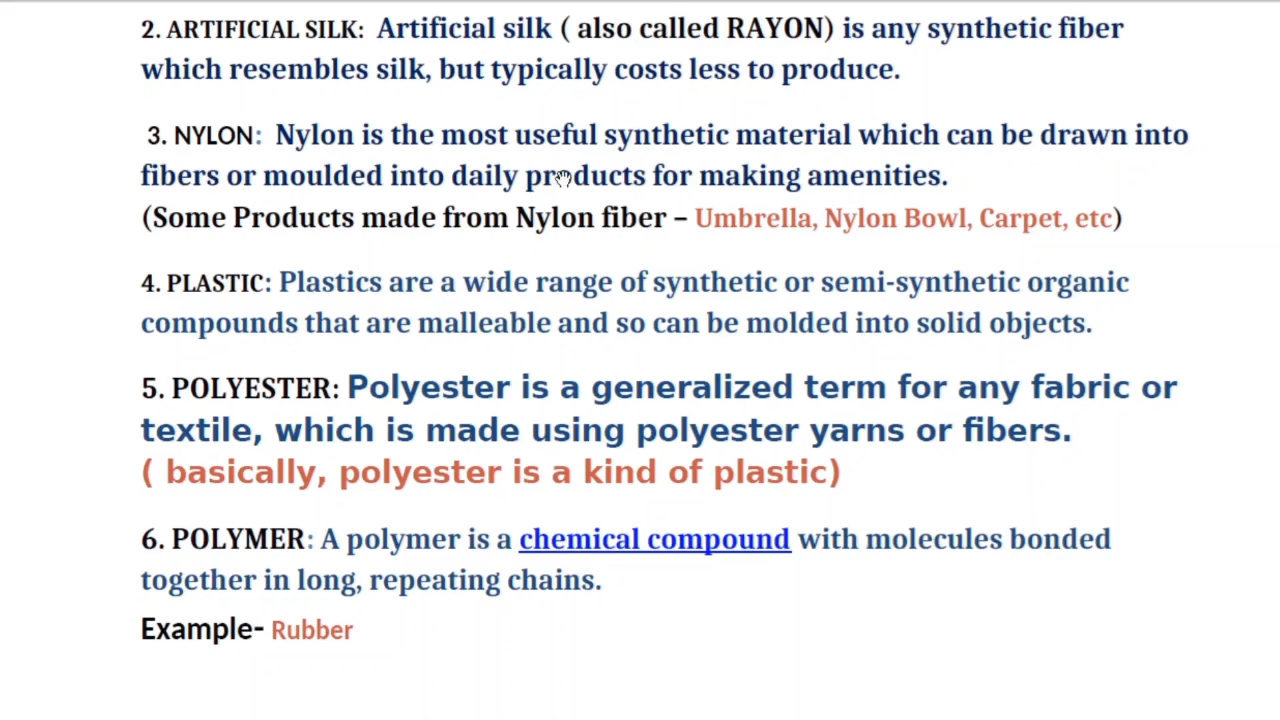 2. ARTIFICIAL SILK: Artificial silk ( also called RAYON) is any synthetic fiber
which resembles silk, but typically costs less to produce.
3. NYLON: Nylon is the most useful synthetic material which can be drawn into
fibers or moulded into daily products for making amenities.
(Some Products made from Nylon fiber – Umbrella, Nylon Bowl, Carpet, etc)
4. PLASTIC: Plastics are a wide range of synthetic or semi-synthetic organic
compounds that are malleable and so can be molded into solid objects.
5. POLYESTER: Polyester is a generalized term for any fabric or
textile, which is made using polyester yarns or fibers.
( basically, polyester is a kind of plastic)
6. POLYMER: A polymer is a chemical compound with molecules bonded
together in long, repeating chains.
Example- Rubber